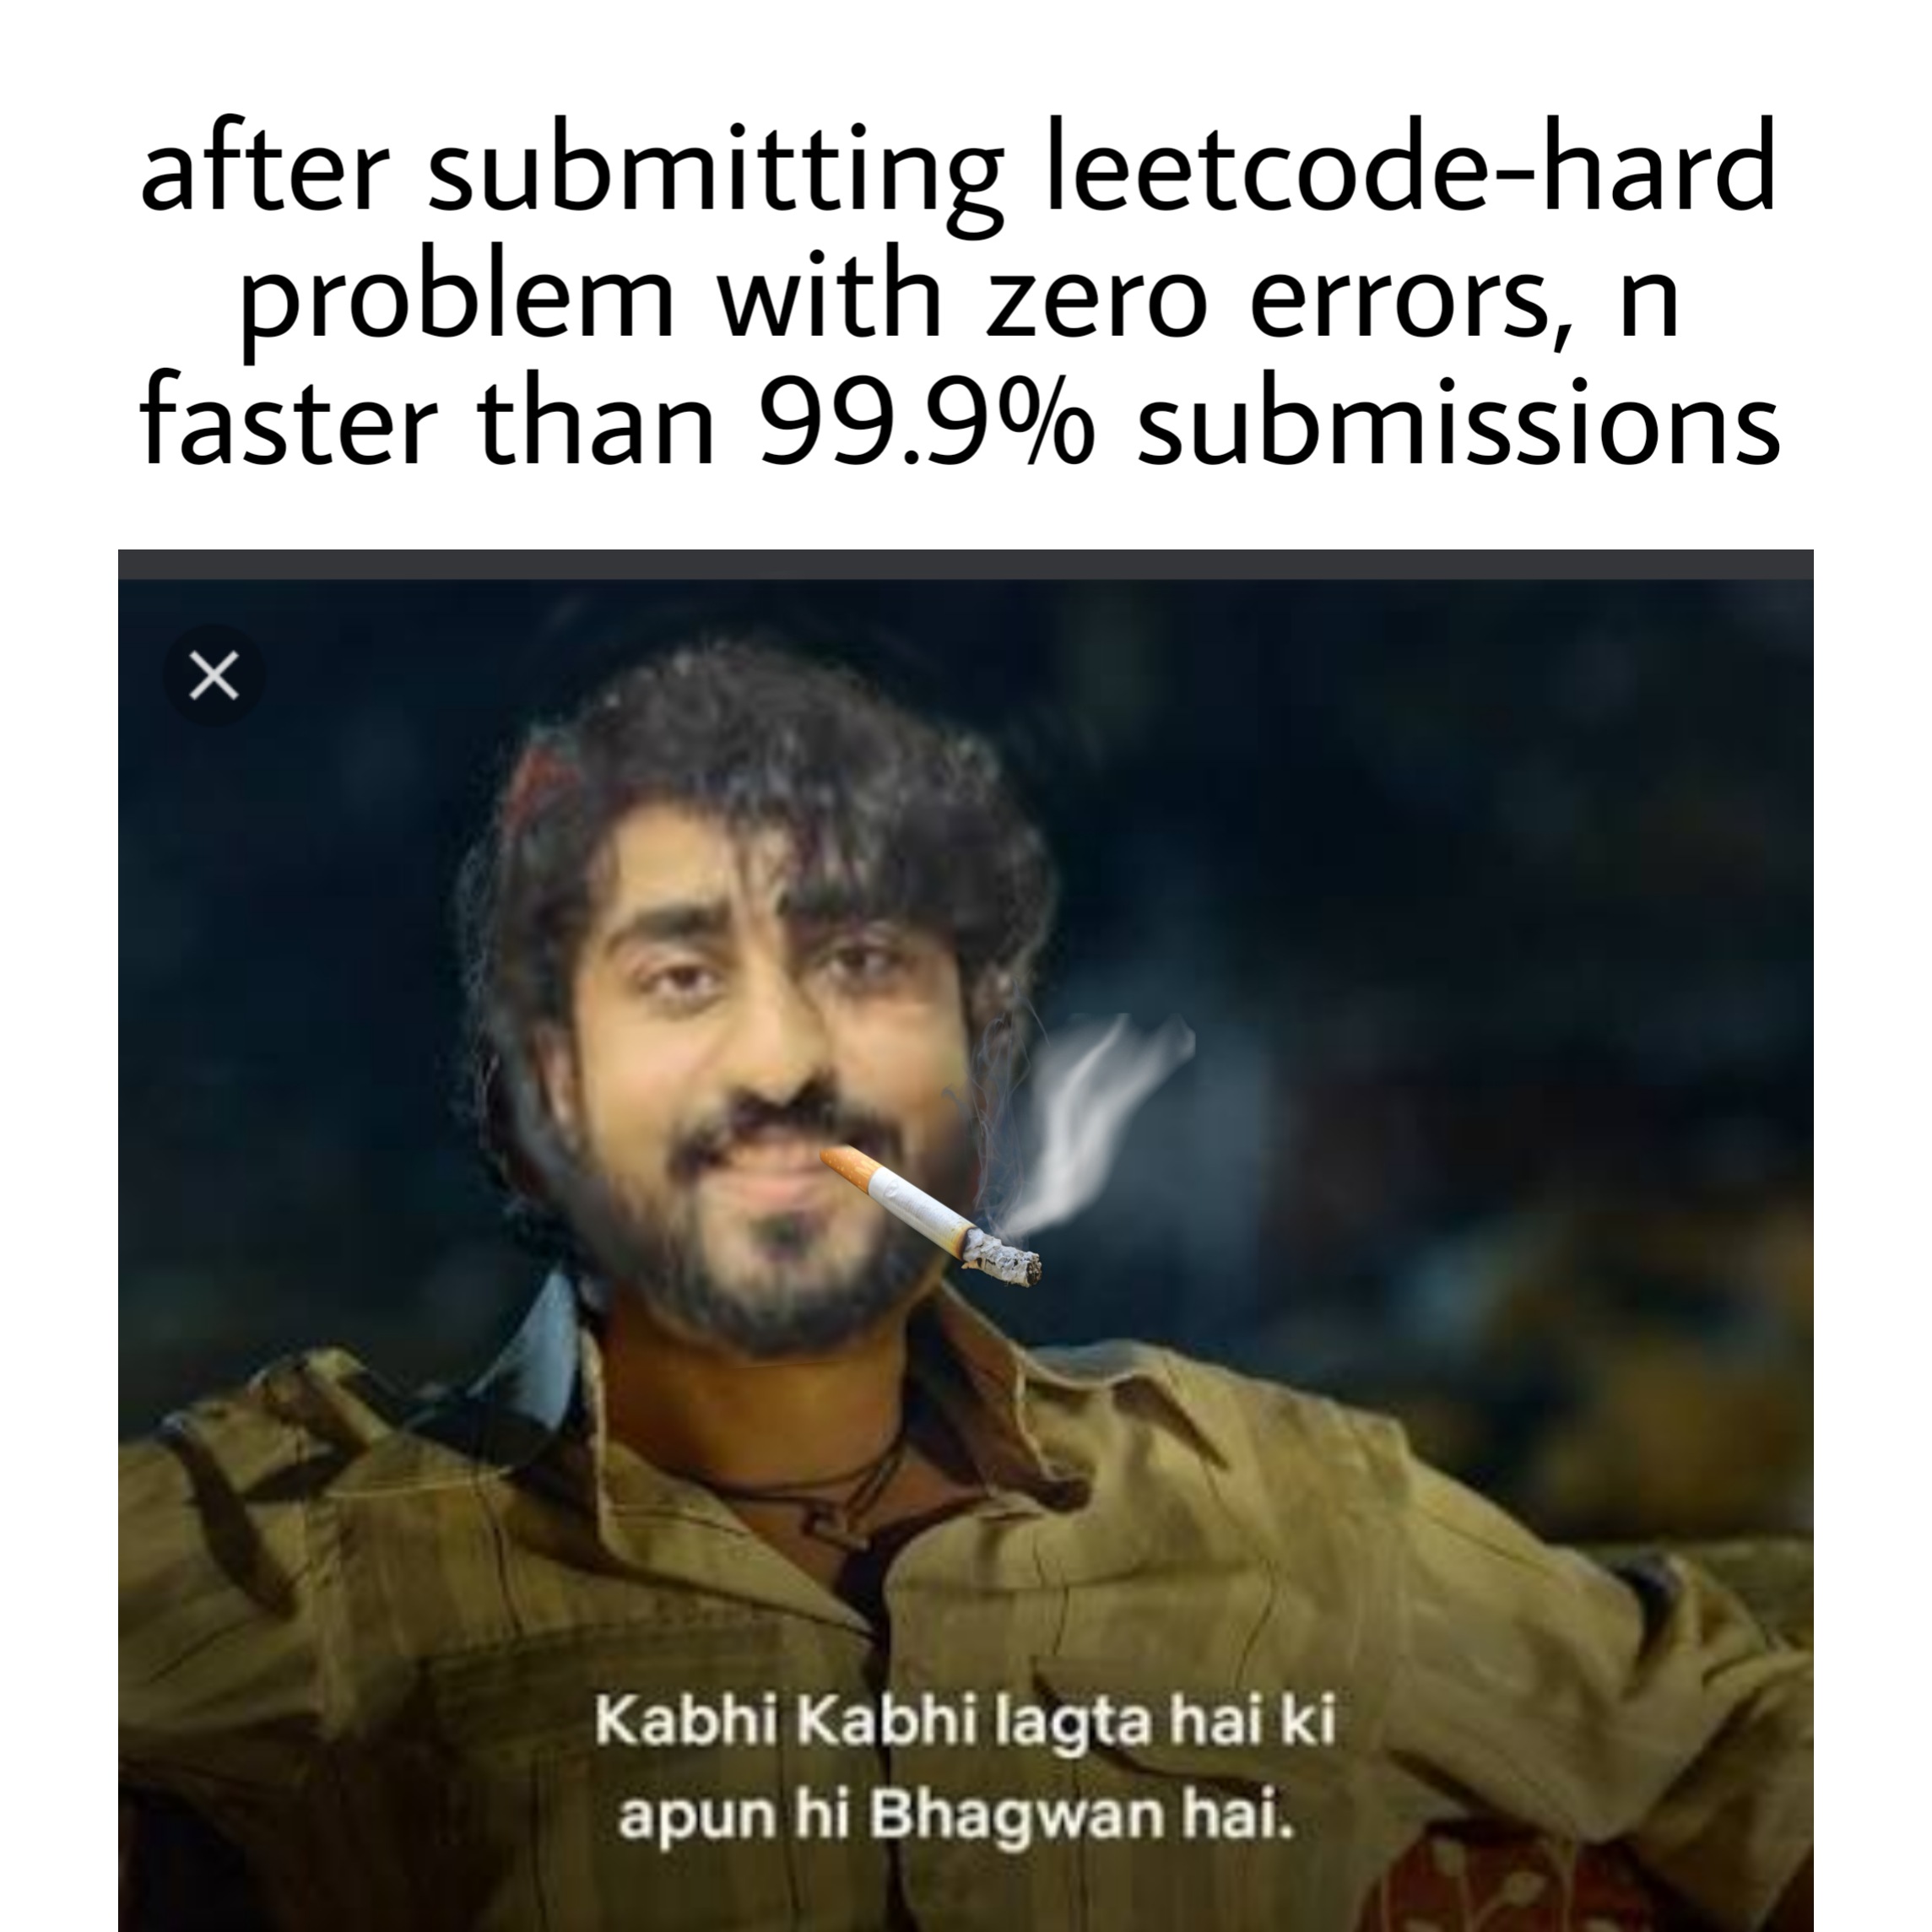 after submitting leetcode-hard
problem with zero errors, n
faster than 99.9% submissions
Kabhi Kabhi lagta hai ki
apun hi Bhagwan hai.